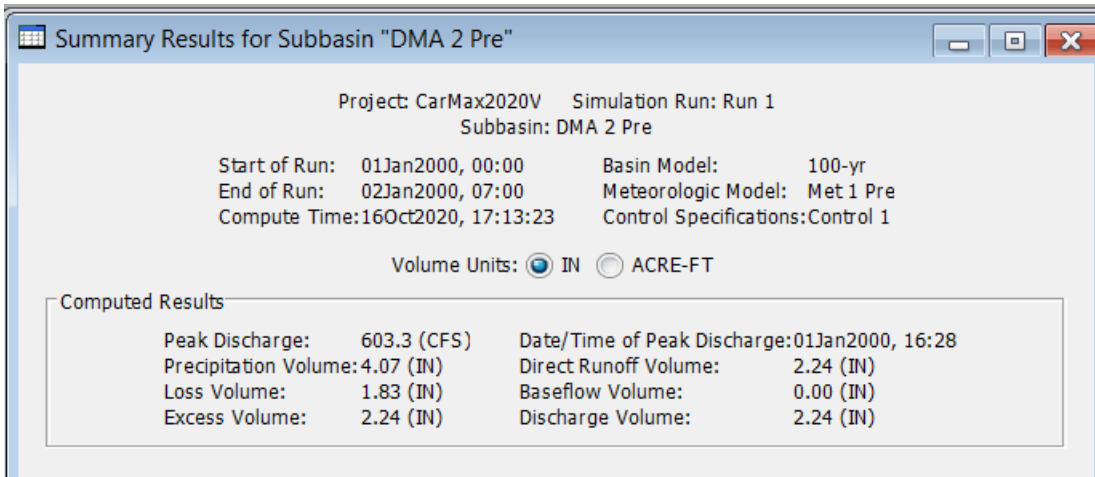 Summary Results for Subbasin "DMA 2 Pre"
Project: CarMax2020V Simulation Run: Run 1
Subbasin: DMA 2 Pre
Start of Run: 01Jan2000, 00:00 Basin Model: 100-yr
End of Run: 02Jan2000, 07:00 Meteorologic Model: Met 1 Pre
Compute Time:16Oct2020, 17:13:23 Control Specifications:Control 1
Volume Units: IN ACRE-FT
Computed Results
Peak Discharge: 603.3 (CFS) Date/Time of Peak Discharge:01Jan2000, 16:28
Precipitation Volume:4.07 (IN) Direct Runoff Volume: 2.24 (IN)
Loss Volume: 1.83 (IN) Baseflow Volume: 0.00 (IN)
Excess Volume: 2.24 (IN) Discharge Volume: 2.24 (IN)